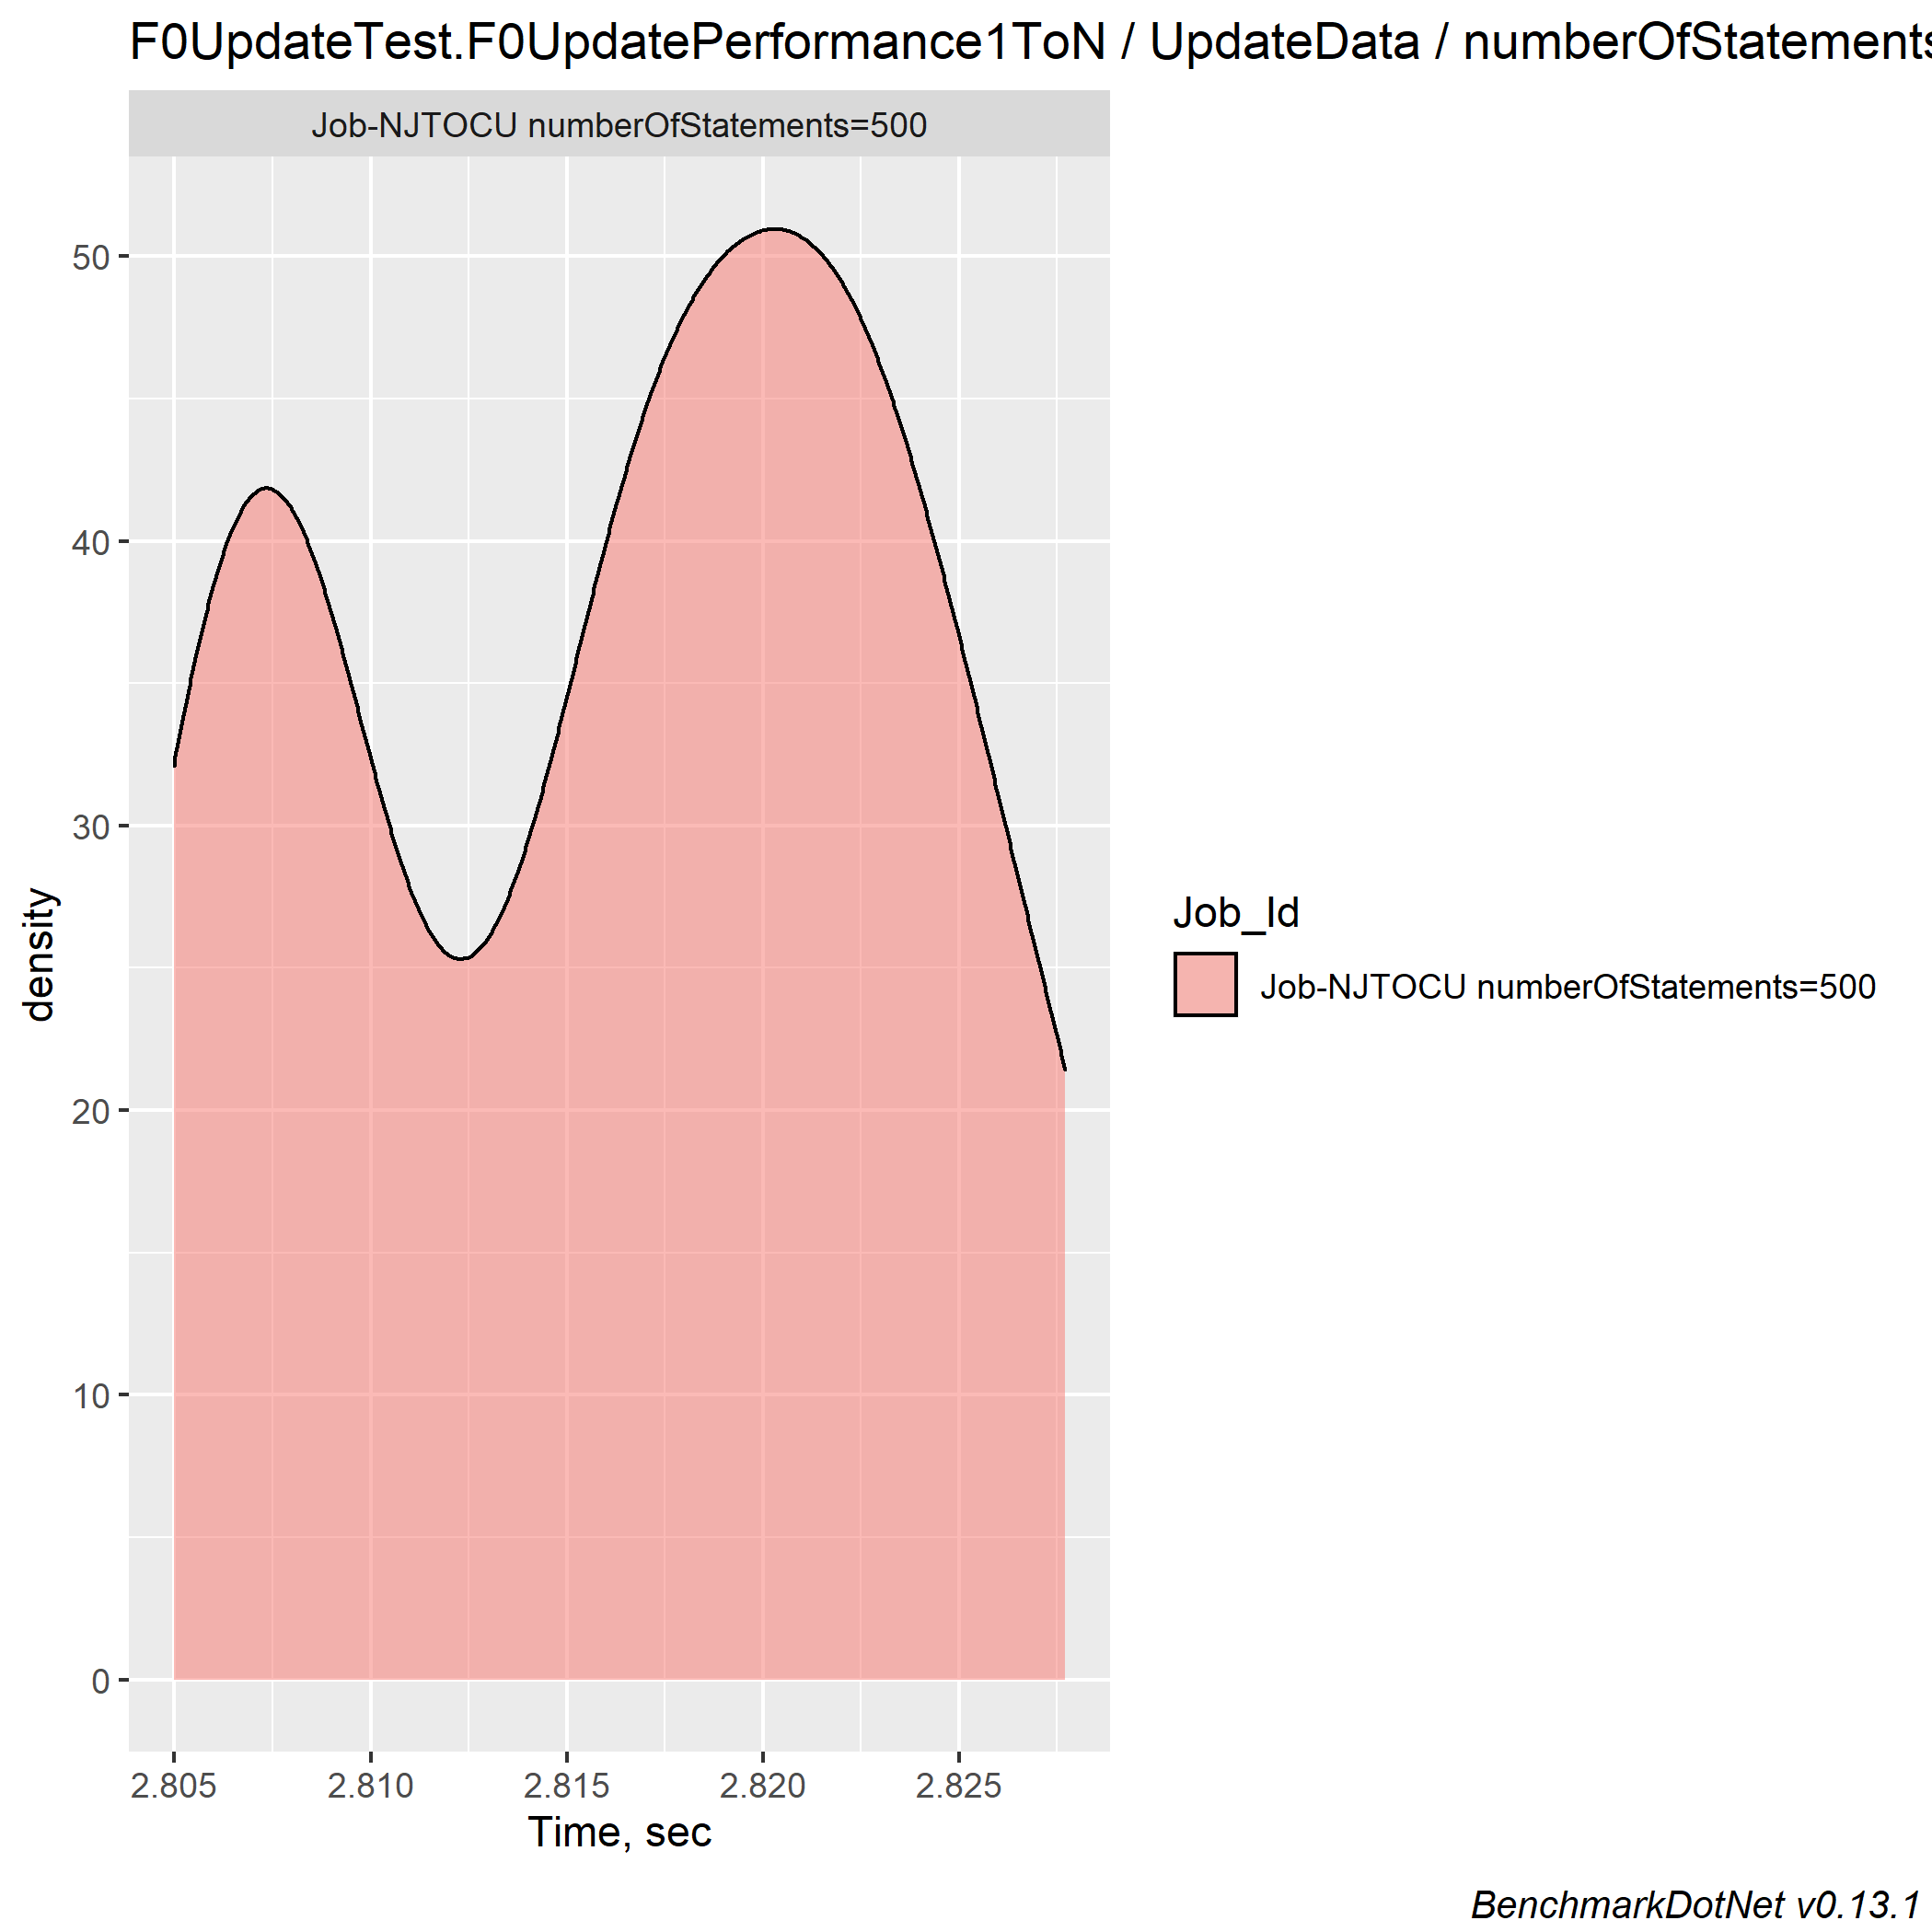 F0UpdateTest.F0UpdatePerformance1ToN / UpdateData / numberOfStatements
Job-NJTOCU numberOfStatements=500
50
40
30
20
10
0
density
2.805 2.810 2.815 2.820 2.825
Time, sec
Job_Id
Job-NJTOCU numberOfStatements=500
BenchmarkDotNet v0.13.1